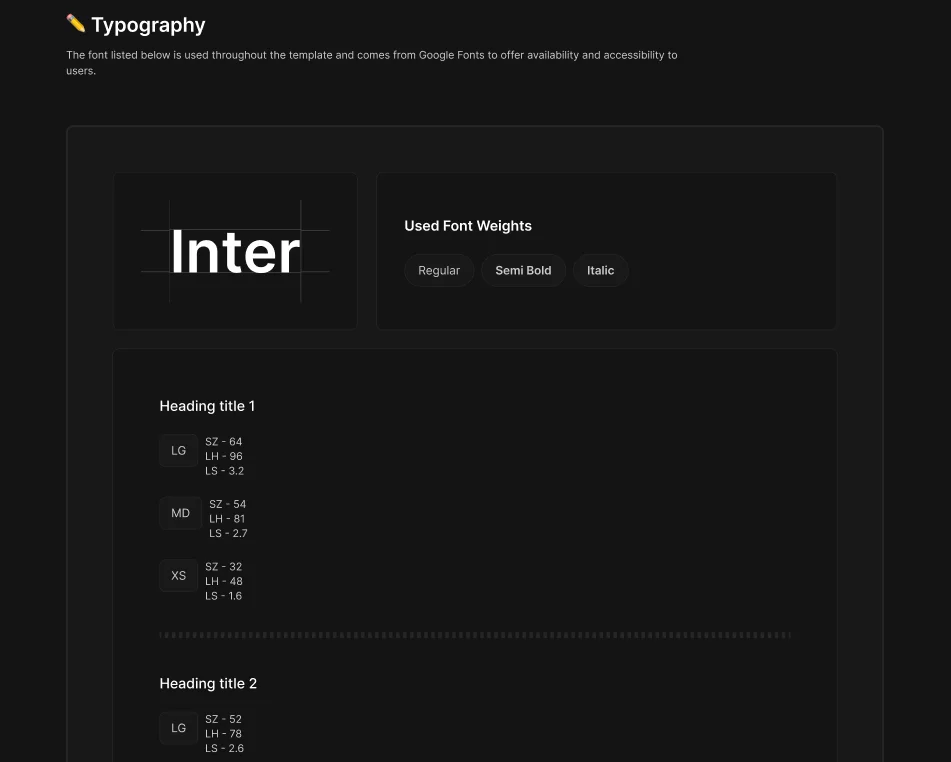 ✏️ Typography
The font listed below is used throughout the template and comes from Google Fonts to offer availability and accessibility to
users.
Inter
Used Font Weights
Regular Semi Bold Italic
Heading title 1
LG
SZ - 64
LH - 96
LS - 3.2
MD
SZ - 54
LH - 81
LS - 2.7
XS
SZ - 32
LH - 48
LS - 1.6
Heading title 2
LG
SZ - 52
LH - 78
LS - 2.6